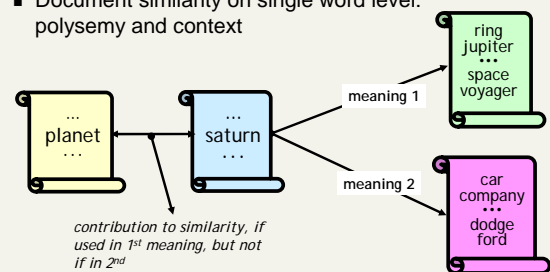 Document similarity on single word level:
polysemy and context
ring
jupiter
...
space
voyager
meaning 1
...
planet
...
...
saturn
...
meaning 2
car
company
...
dodge
ford
contribution to similarity, if
used in 1st meaning, but not
if in 2nd